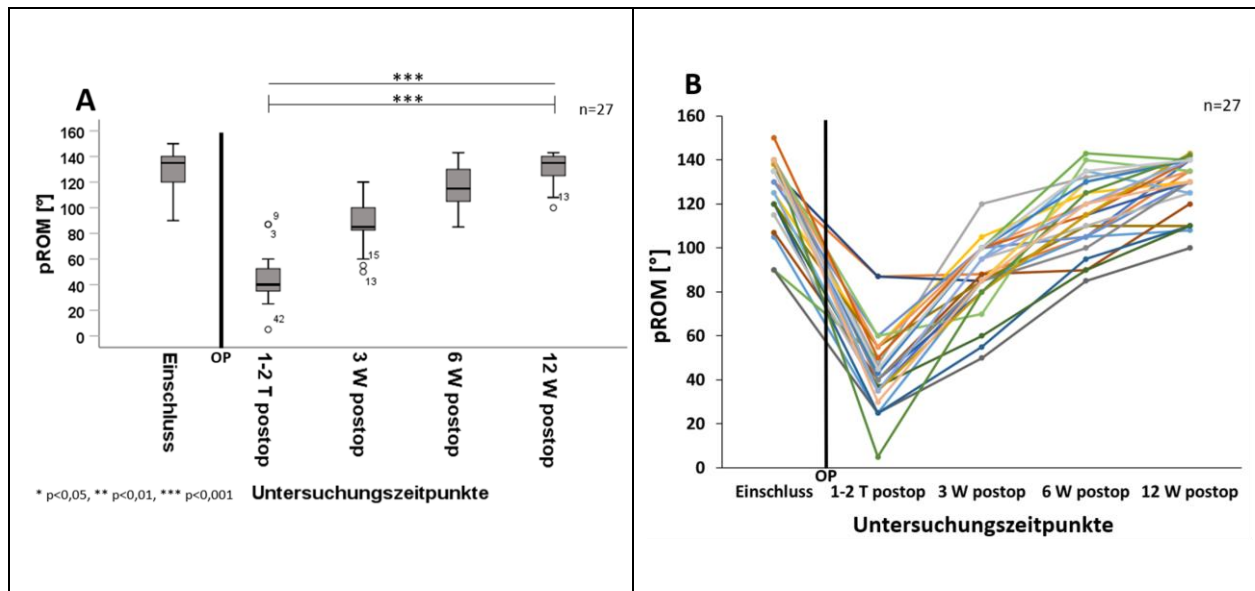 ***
***
A
n=27
pROM [°]
160
140
120
100
80
60
40
20
0
9
3
42
15
13
13
OP
Einschluss
1-2 T postop
3 W postop
6 W postop
12 W postop
* p<0,05, ** p<0,01, *** p<0,001
Untersuchungszeitpunkte
B
n=27
pROM [°]
160
140
120
100
80
60
40
20
0
OP
Einschluss 1-2 T postop 3 W postop 6 W postop 12 W postop
Untersuchungszeitpunkte